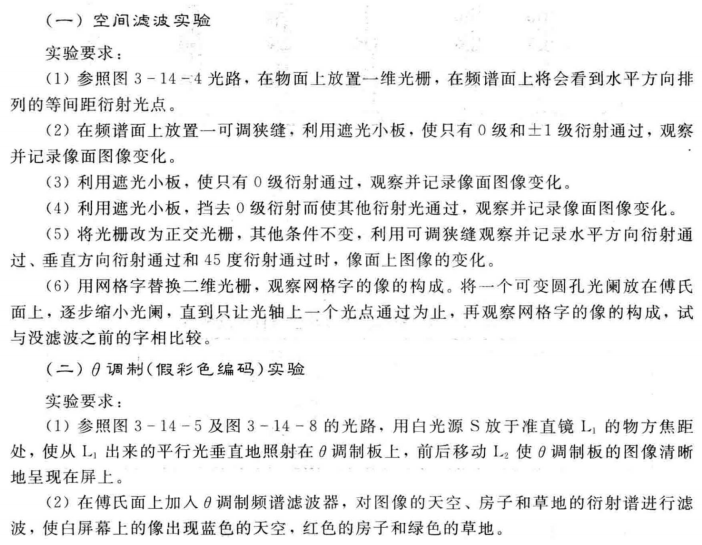 (一)空间滤波实验
实验要求:
(1)参照图3-14-4光路,在物面上放置一维光栅,在频谱面上将会看到水平方向排
列的等间距衍射光点。
(2)在频谱面上放置一可调狭缝,利用遮光小板,使只有0级和±1级衍射通过,观察
并记录像面图像变化。
(3)利用遮光小板,使只有0级衍射通过,观察并记录像面图像变化。
(4)利用遮光小板,挡去0级衍射而使其他衍射光通过,观察并记录像面图像变化。
(5)将光栅改为正交光栅,其他条件不变,利用可调狭缝观察并记录水平方向衍射通
过、垂直方向衍射通过和45度衍射通过时,像面上图像的变化。
(6)用网格字替换二维光栅,观察网格字的像的构成。将一个可变圆孔光阑放在傅氏
面上,逐步缩小光阑,直到只让光轴上一个光点通过为止,再观察网格字的像的构成,试
与没滤波之前的字相比较。
(二)θ调制(假彩色编码)实验
实验要求:
(1)参照图3-14-5及图3-14-8的光路,用白光源S放于准直镜L₁的物方焦距
处,使从L₁出来的平行光垂直地照射在θ调制板上,前后移动L₂使θ调制板的图像清晰
地呈现在屏上。
(2)在傅氏面上加入θ调制频谱滤波器,对图像的天空、房子和草地的衍射谱进行滤
波,使白屏幕上的像出现蓝色的天空,红色的房子和绿色的草地。